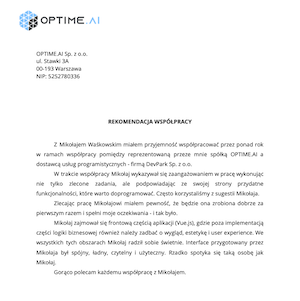 OPTIME.AI
OPTIME.AI Sp. z o.o.
ul. Stawki 3A
00-193 Warszawa
NIP: 5252780336
REKOMENDACJA WSPÓŁPRACY
Z Mikołajem Waśkowskim miałem przyjemność współpracować przez ponad rok
w ramach współpracy pomiędzy reprezentowaną przeze mnie spółką OPTIME.AI a
dostawcą usług programistycznych - firmą DevPark Sp. z o.o.
W trakcie współpracy Mikołaj wykazywał się zaangażowaniem w pracę wykonując
nie tylko zlecone zadania, ale podpowiadając ze swojej strony przydatne
funkcjonalności, które warto doprogramować. Często korzystaliśmy z sugestii Mikołaja.
Zlecając pracę Mikołajowi miałem pewność, że będzie ona zrobiona dobrze za
pierwszym razem i spełni moje oczekiwania - i tak było.
Mikołaj zajmował się frontową częścią aplikacji (Vue.js), gdzie poza implementacją
części logiki biznesowej również należy zadbać o wygląd, estetykę i user experience. We
wszystkich tych obszarach Mikołaj radził sobie świetnie. Interface przygotowany przez
Mikołaja był spójny, ładny, czytelny i użyteczny. Rzadko spotyka się taką osobę jak
Mikołaj.
Gorąco polecam każdemu współpracę z Mikołajem.